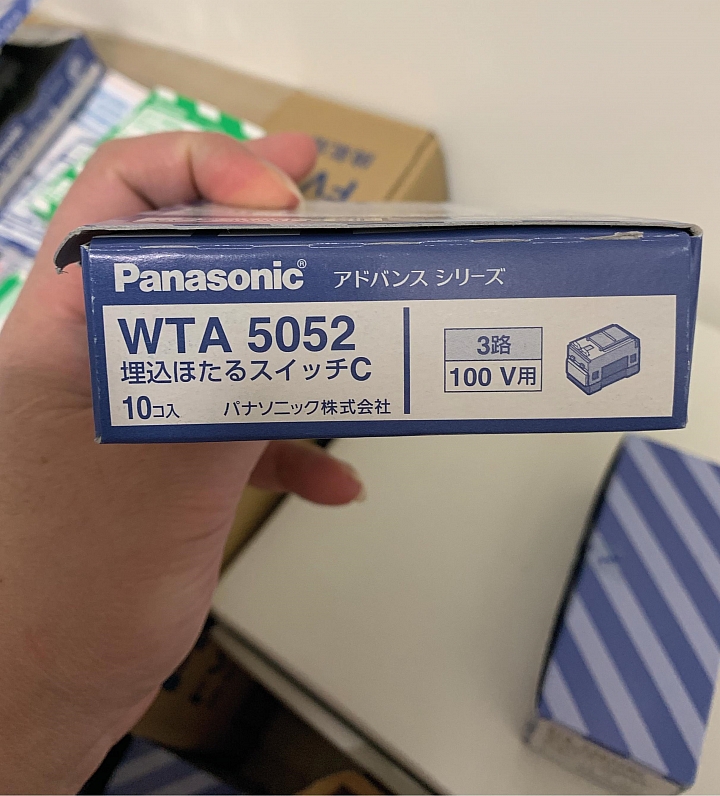 Panasonic® アドバンス シリーズ
WTA 5052
埋込ほたるスイッチC
10コ入 パナソニック株式会社
3路
100 V用